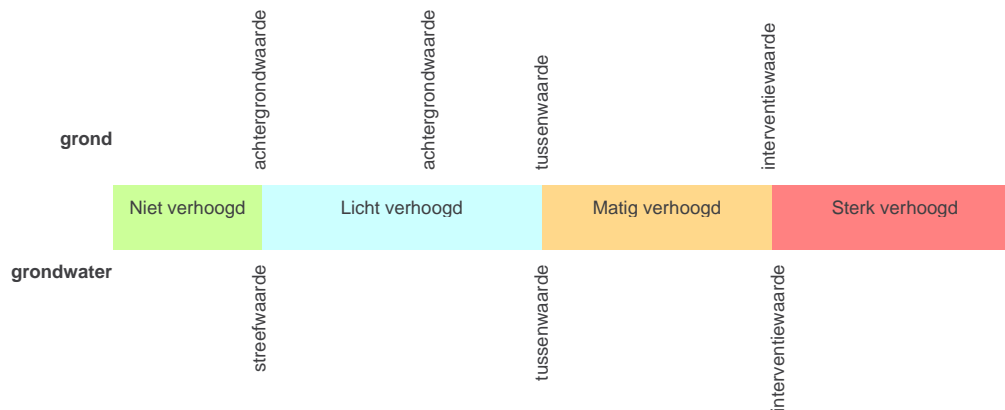 achtergrondwaarde
achtergrondwaarde
tussenwaarde
interventiewaarde
grond
Niet verhoogd
Licht verhoogd
Matig verhoogd
Sterk verhoogd
grondwater
streefwaarde
tussenwaarde
interventiewaarde